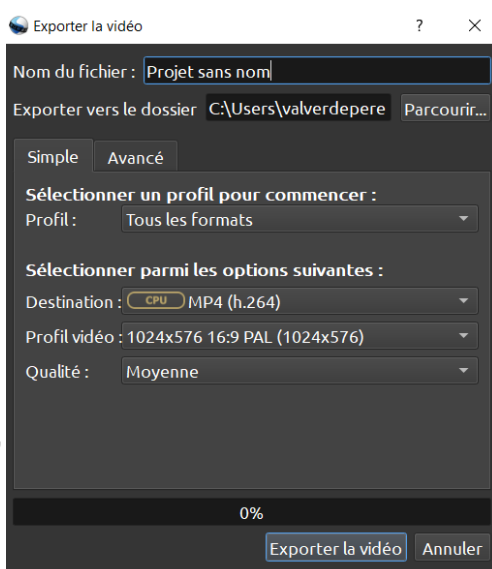 Exporter la vidéo ? ×
Nom du fichier : Projet sans nom
Exporter vers le dossier C:\Users\valverdepere Parcourir...
Simple Avancé
Sélectionner un profil pour commencer :
Profil : Tous les formats
Sélectionner parmi les options suivantes :
Destination : CPU MP4 (h.264)
Profil vidéo : 1024x576 16:9 PAL (1024x576)
Qualité : Moyenne
0%
Exporter la vidéo Annuler